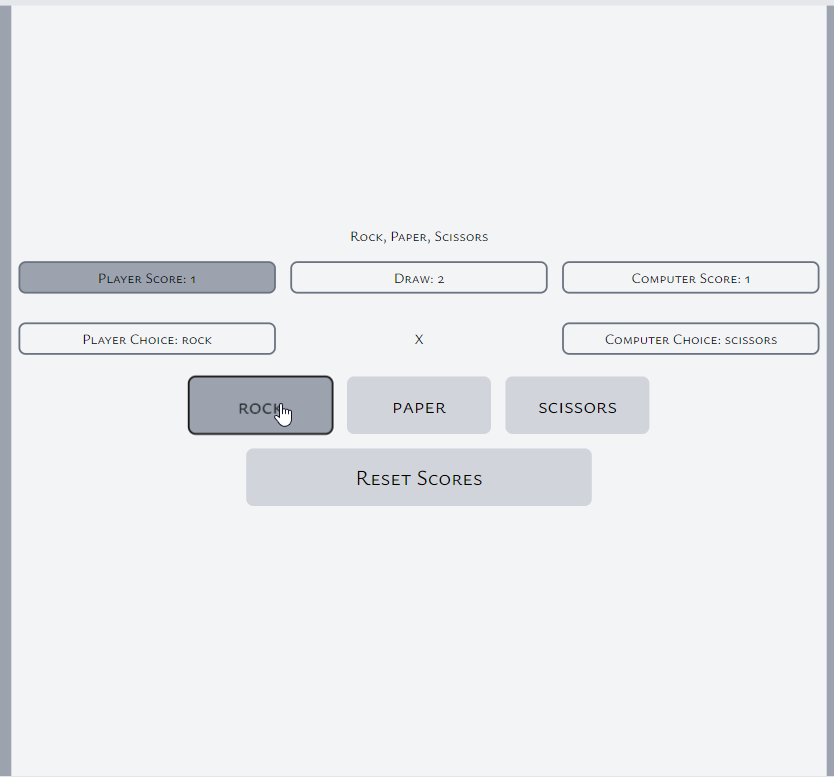 Rock, Paper, Scissors
Player Score: 1
Draw: 2
Computer Score: 1
Player Choice: rock
X
Computer Choice: scissors
ROCK
PAPER
SCISSORS
Reset Scores